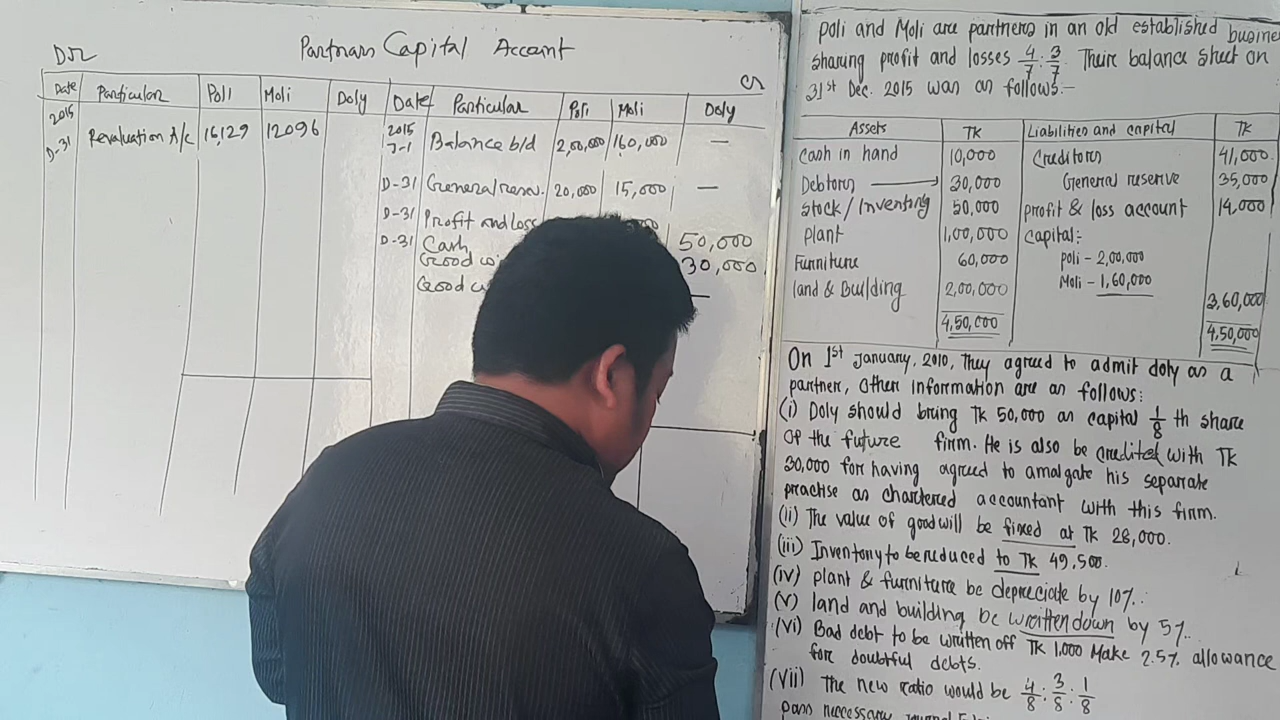 Partners Capital Account
Dr
Cr
Date Particular Poli Moli Doly Date Particular Poli Moli Doly
2015
D-31 Revaluation A/c 16,129 12096
2015
J-1 Balance b/d 2,00,000 160,000 —
D-31 General reser. 20,000 15,000 —
D-31 Profit and Loss
D-31 Cash 50,000
Good 30,000
Good —
Poli and Moli are partners in an old established
sharing profit and losses 4/7 : 3/7. Their balance sheet on
31st Dec. 2015 was as follows:-
Assets TK Liabilities and capital TK
Cash in hand 10,000 Creditors 41,000
Debtors 30,000 General reserve 35,000
Stock/Inventory 50,000 profit & loss account 14,000
plant 1,00,000 Capital:
Furniture 60,000 poli - 2,00,000
land & Building 2,00,000 Moli - 1,60,000
3,60,000
4,50,000 4,50,000
On 1st January, 2010, They agreed to admit doly as a
partner, Other information are as follows:
(i) Doly should bring TK 50,000 as capital 1/8 th share
of the future firm. He is also be credited with TK
30,000 for having agreed to amalgate his separate
practise as chartered accountant with this firm.
(ii) The value of goodwill be fixed at TK 28,000.
(iii) Inventory to be reduced to TK 49,500.
(iv) plant & furniture be depreciate by 10%.
(v) land and building be written down by 5%.
(vi) Bad debt to be written off TK 1,000 Make 2.5% allowance
for doubtful debts.
(vii) The new ratio would be 4/8 : 3/8 : 1/8
pass necessary